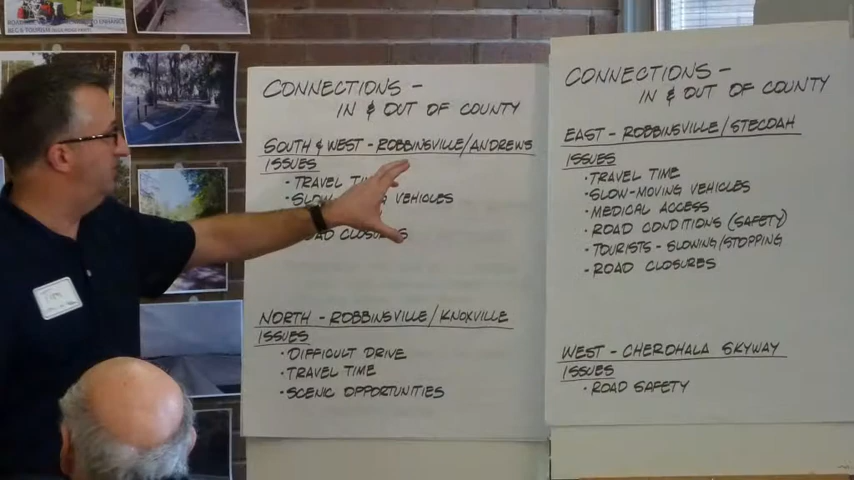 CONNECTIONS -
IN & OUT OF COUNTY
SOUTH & WEST - ROBBINSVILLE/ANDREWS
ISSUES
• TRAVEL
VEHICLES
ROAD CLOSURES
NORTH - ROBBINSVILLE/KNOXVILLE
ISSUES
• DIFFICULT DRIVE
• TRAVEL TIME
• SCENIC OPPORTUNITIES
CONNECTIONS -
IN & OUT OF COUNTY
EAST - ROBBINSVILLE/STECOAH
ISSUES
• TRAVEL TIME
• SLOW-MOVING VEHICLES
• MEDICAL ACCESS
• ROAD CONDITIONS (SAFETY)
• TOURISTS - SLOWING/STOPPING
• ROAD CLOSURES
WEST - CHEROHALA SKYWAY
ISSUES
• ROAD SAFETY